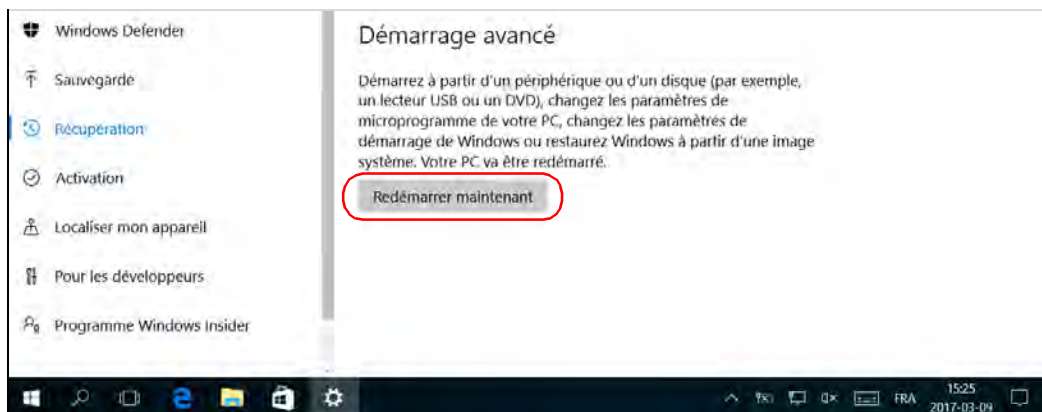 Windows Defender
Sauvegarde
Récupération
Activation
Localiser mon appareil
Pour les développeurs
Programme Windows Insider
Démarrage avancé
Démarrez à partir d'un périphérique ou d'un disque (par exemple,
un lecteur USB ou un DVD), changez les paramètres de
microprogramme de votre PC, changez les paramètres de
démarrage de Windows ou restaurez Windows à partir d'une image
système. Votre PC va être redémarré.
Redémarrer maintenant
FRA
15:25
2017-03-09